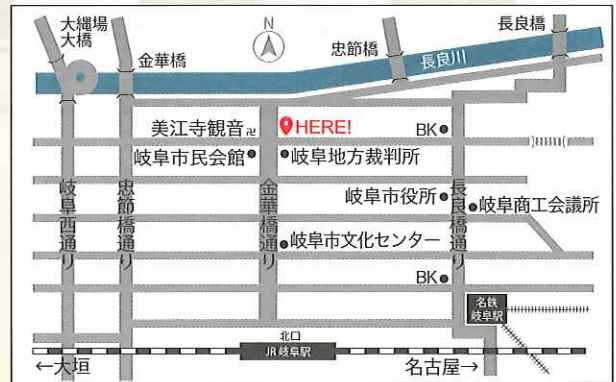 大縄場
大橋
金華橋
N
忠節橋
長良橋
長良川
美江寺観音卍
HERE!
BK
岐阜市民会館
岐阜地方裁判所
岐阜市役所
岐阜商工会議所
岐阜西通り
忠節橋通り
金華橋通り
長良橋通り
岐阜市文化センター
BK
名鉄
岐阜駅
北口
JR岐阜駅
←大垣
名古屋→